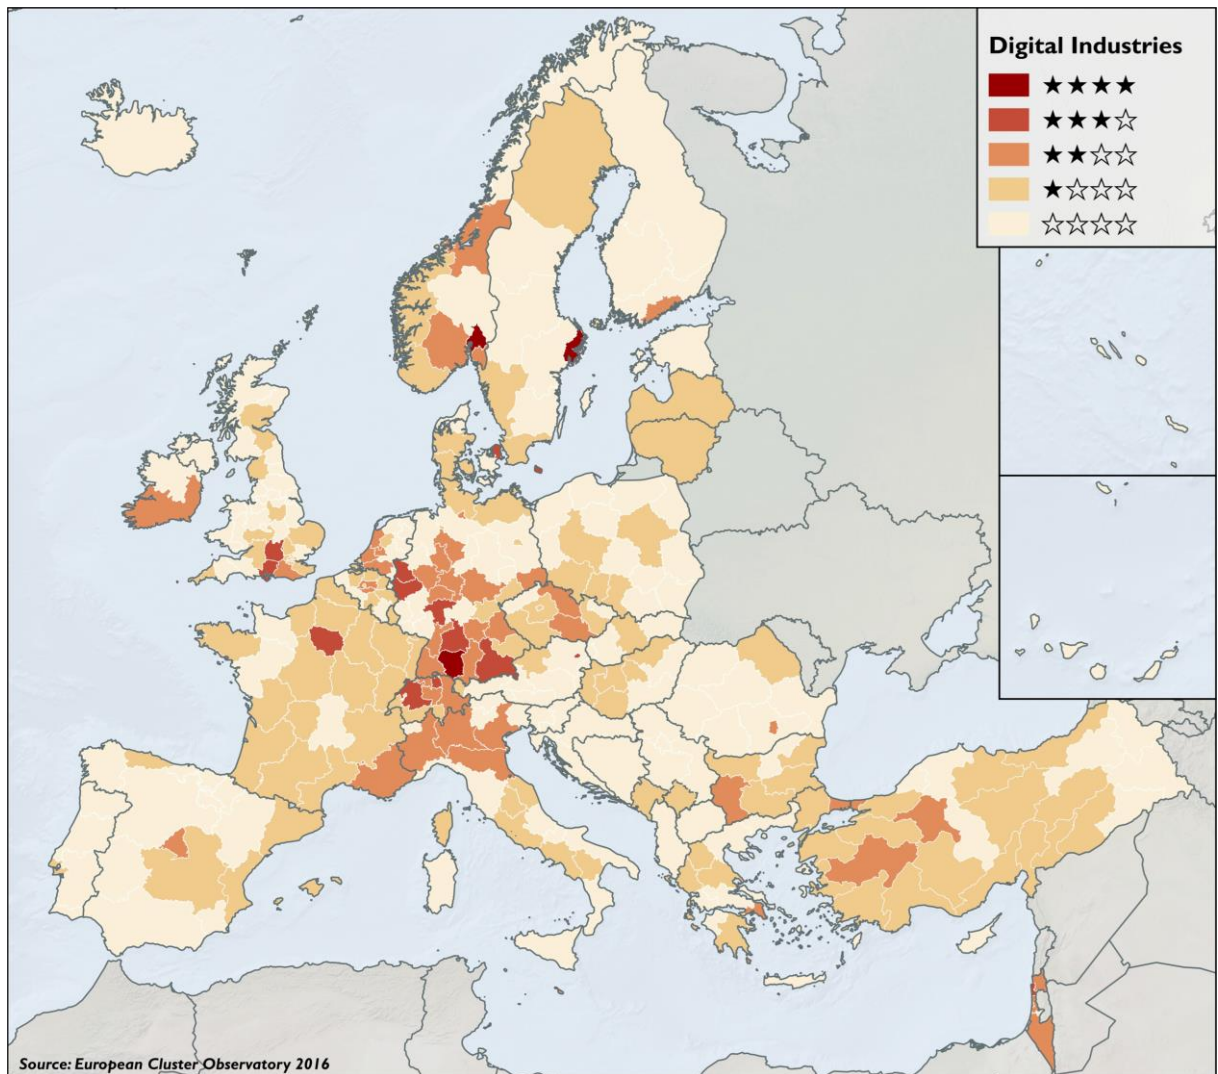 Digital Industries
★★★★
★★★☆
★★☆☆
★☆☆☆
☆☆☆☆
Source: European Cluster Observatory 2016